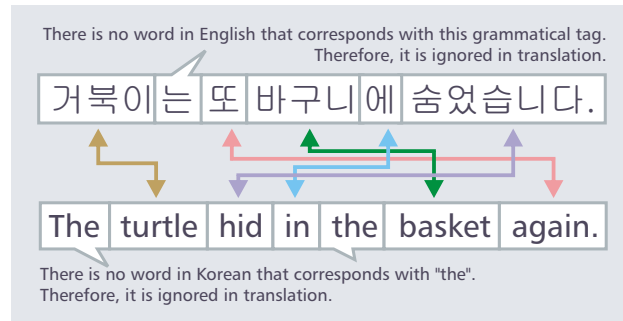 There is no word in English that corresponds with this grammatical tag.
Therefore, it is ignored in translation.
거북이 는 또 바구니 에 숨었습니다.
The turtle hid in the basket again.
There is no word in Korean that corresponds with "the".
Therefore, it is ignored in translation.